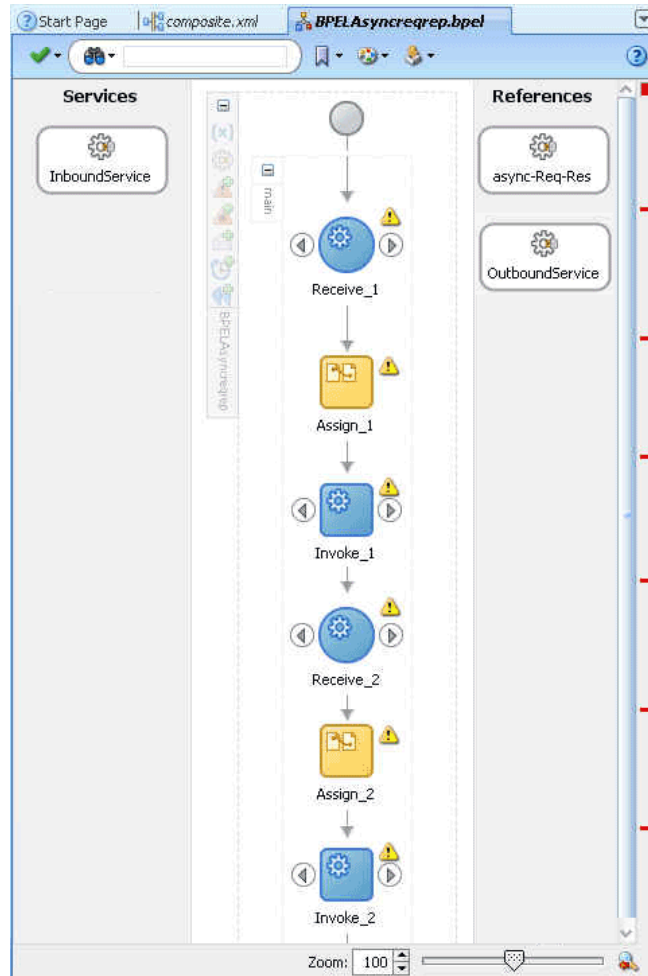 Start Page
composite.xml
BPELAsyncreqrep.bpel
Services
References
InboundService
async-Req-Res
OutboundService
main
BPELAsyncreqrep
Receive_1
Assign_1
Invoke_1
Receive_2
Assign_2
Invoke_2
Zoom: 100